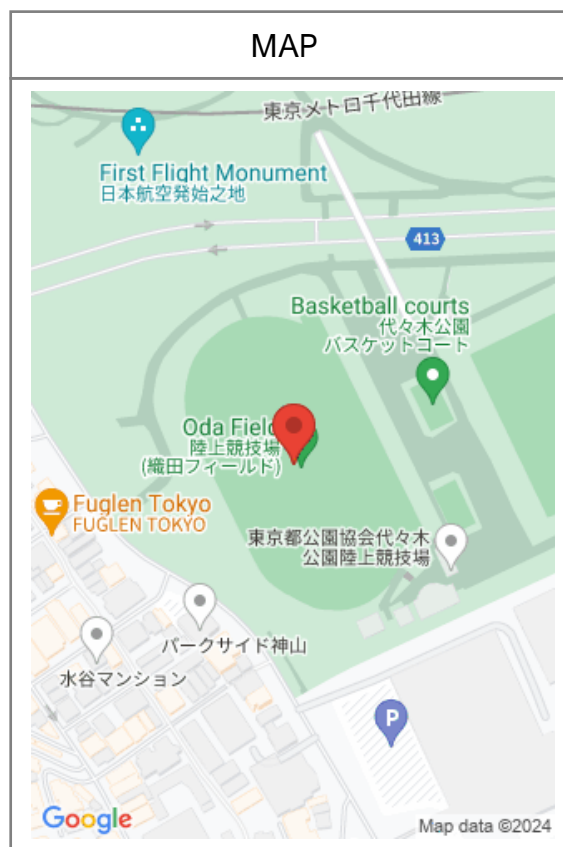 MAP
東京メトロ千代田線
First Flight Monument
日本航空発始之地
413
Basketball courts
代々木公園
バスケットコート
Oda Field
陸上競技場
(織田フィールド)
Fuglen Tokyo
FUGLEN TOKYO
東京都公園協会代々木
公園陸上競技場
パークサイド神山
水谷マンション
P
Google
Map data ©2024